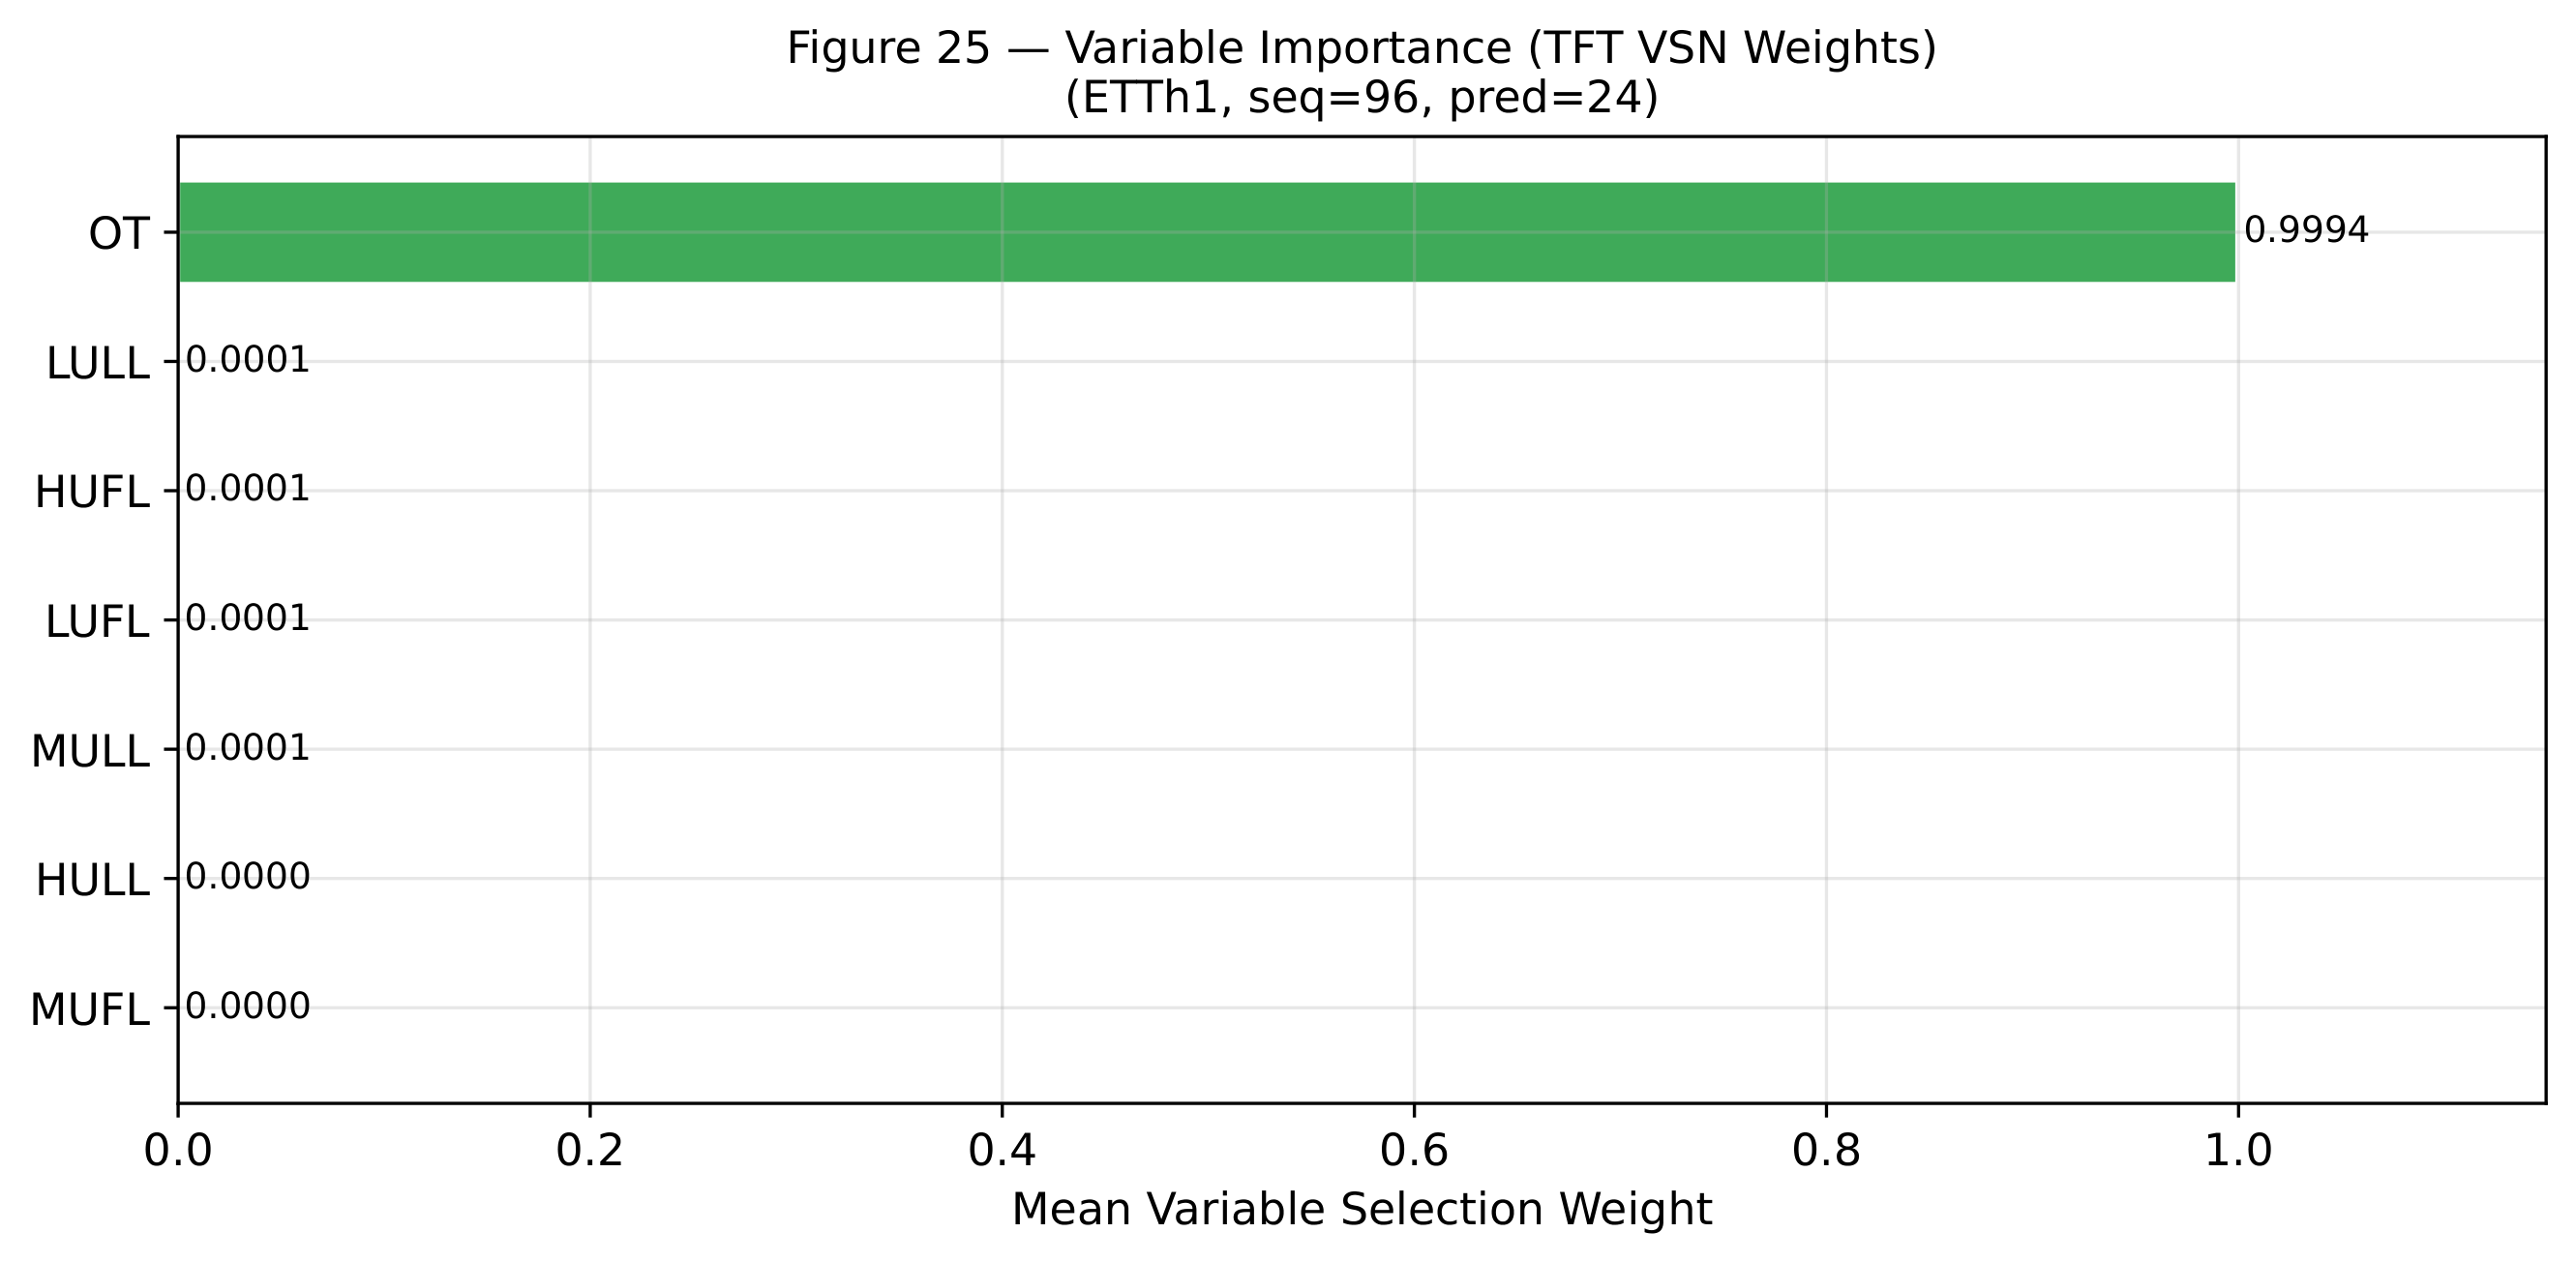 Figure 25 — Variable Importance (TFT VSN Weights)
(ETTh1, seq=96, pred=24)
OT 0.9994
LULL 0.0001
HUFL 0.0001
LUFL 0.0001
MULL 0.0001
HULL 0.0000
MUFL 0.0000
0.0 0.2 0.4 0.6 0.8 1.0
Mean Variable Selection Weight